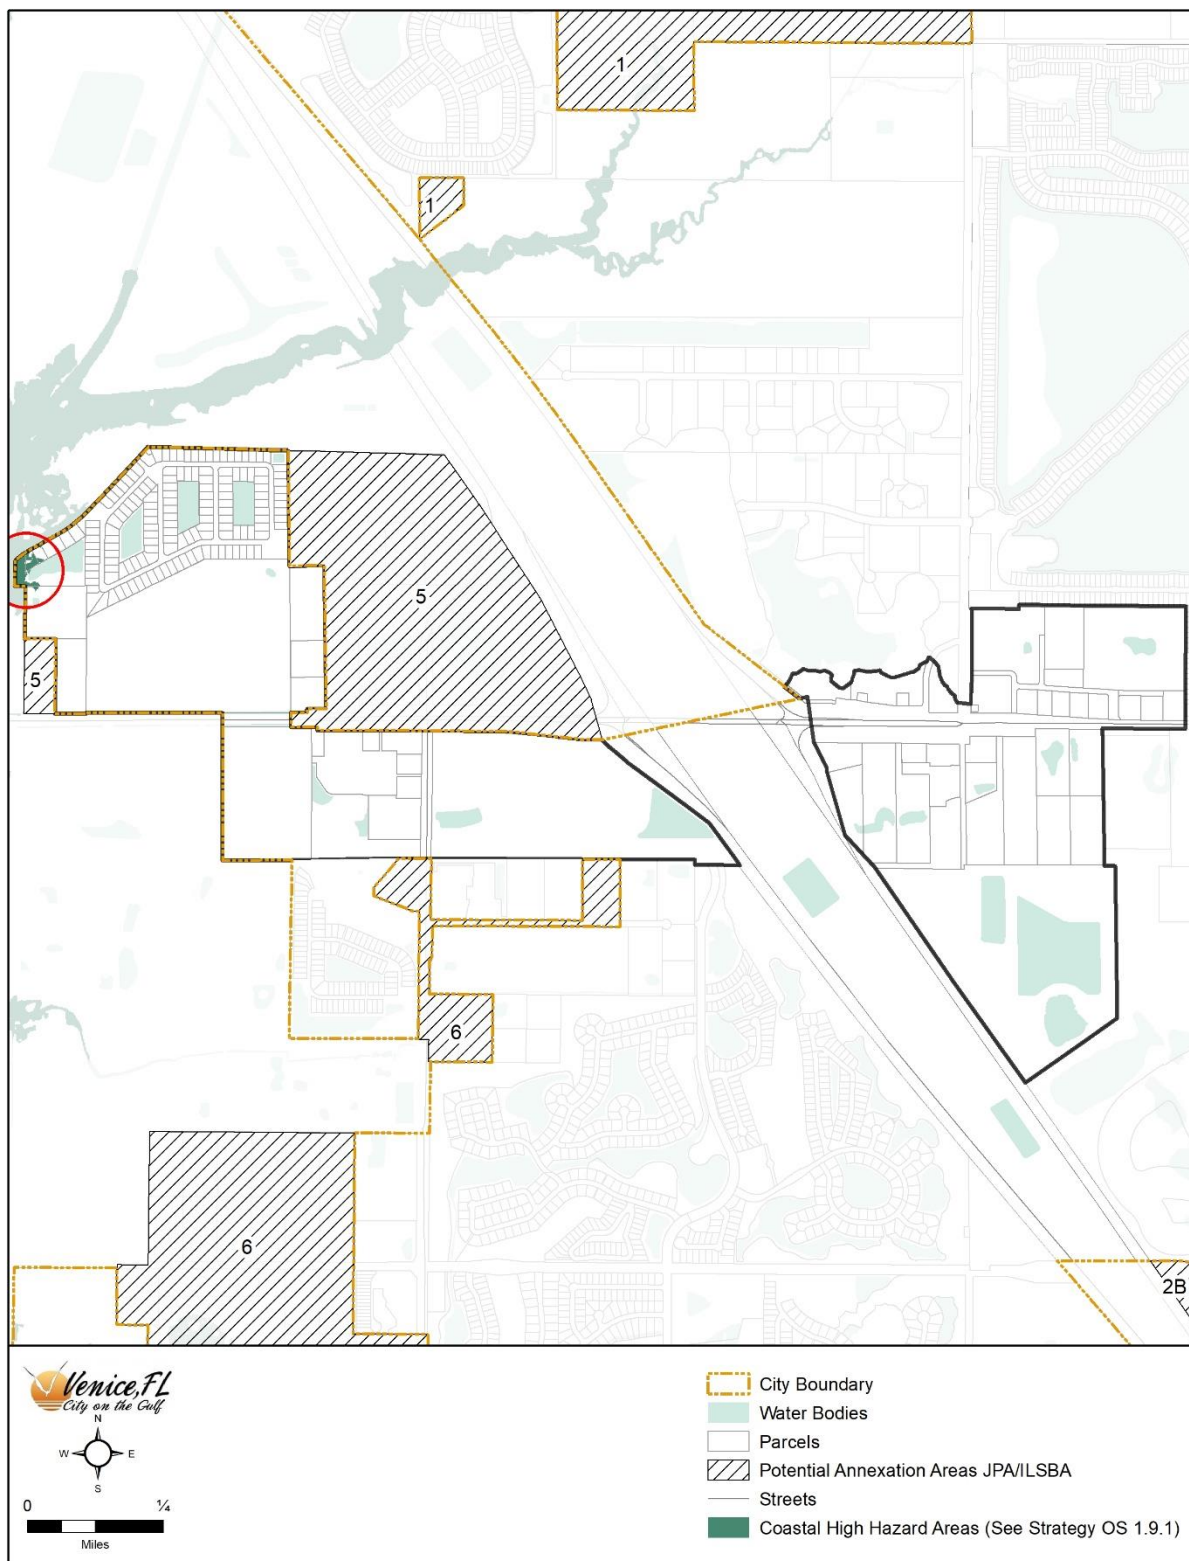 1
1
5
5
6
6
2B
Venice, FL
City on the Gulf
N
W E
S
0 ¼
Miles
City Boundary
Water Bodies
Parcels
Potential Annexation Areas JPA/ILSBA
Streets
Coastal High Hazard Areas (See Strategy OS 1.9.1)